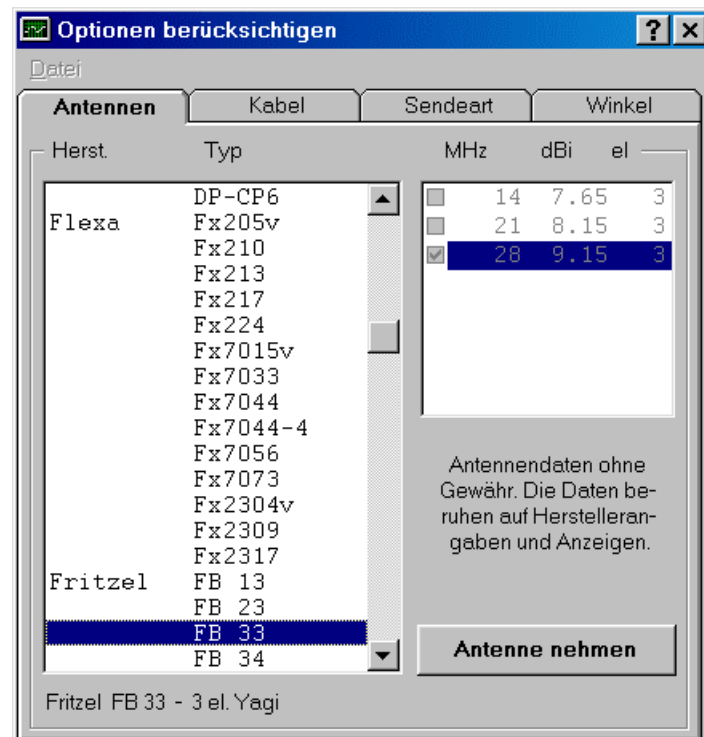 Optionen berücksichtigen
Datei
Antennen Kabel Sendeart Winkel
Herst. Typ
DP-CP6
Flexa Fx205v
Fx210
Fx213
Fx217
Fx224
Fx7015v
Fx7033
Fx7044
Fx7044-4
Fx7056
Fx7073
Fx2304v
Fx2309
Fx2317
Fritzel FB 13
FB 23
FB 33
FB 34
Fritzel FB 33 - 3 el. Yagi
MHz dBi el
14 7.65 3
21 8.15 3
28 9.15 3
Antennendaten ohne
Gewähr. Die Daten be-
ruhen auf Herstelleran-
gaben und Anzeigen.
Antenne nehmen